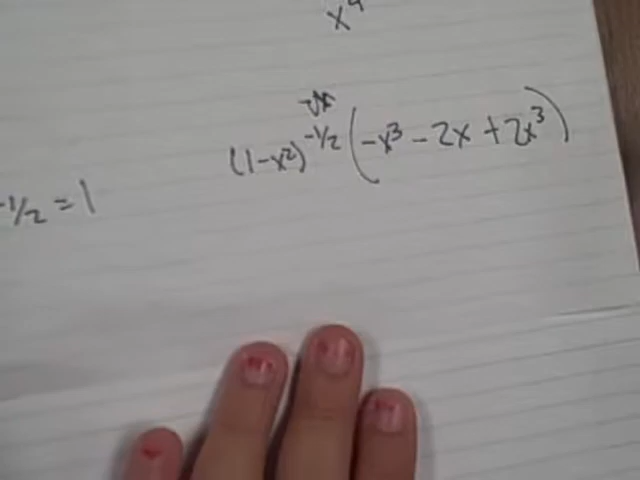 x⁴
(1-x²)^-1/2 (-x³ - 2x + 2x³)
-1/2 = 1